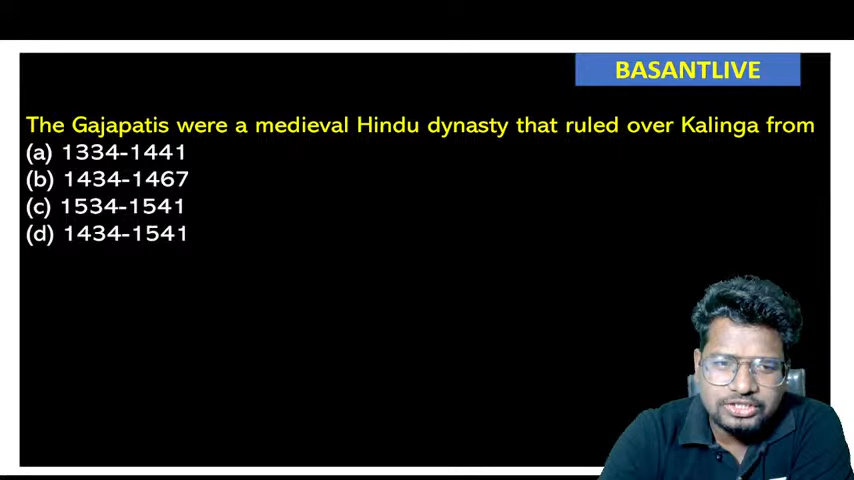 BASANTLIVE
The Gajapatis were a medieval Hindu dynasty that ruled over Kalinga from
(a) 1334-1441
(b) 1434-1467
(c) 1534-1541
(d) 1434-1541